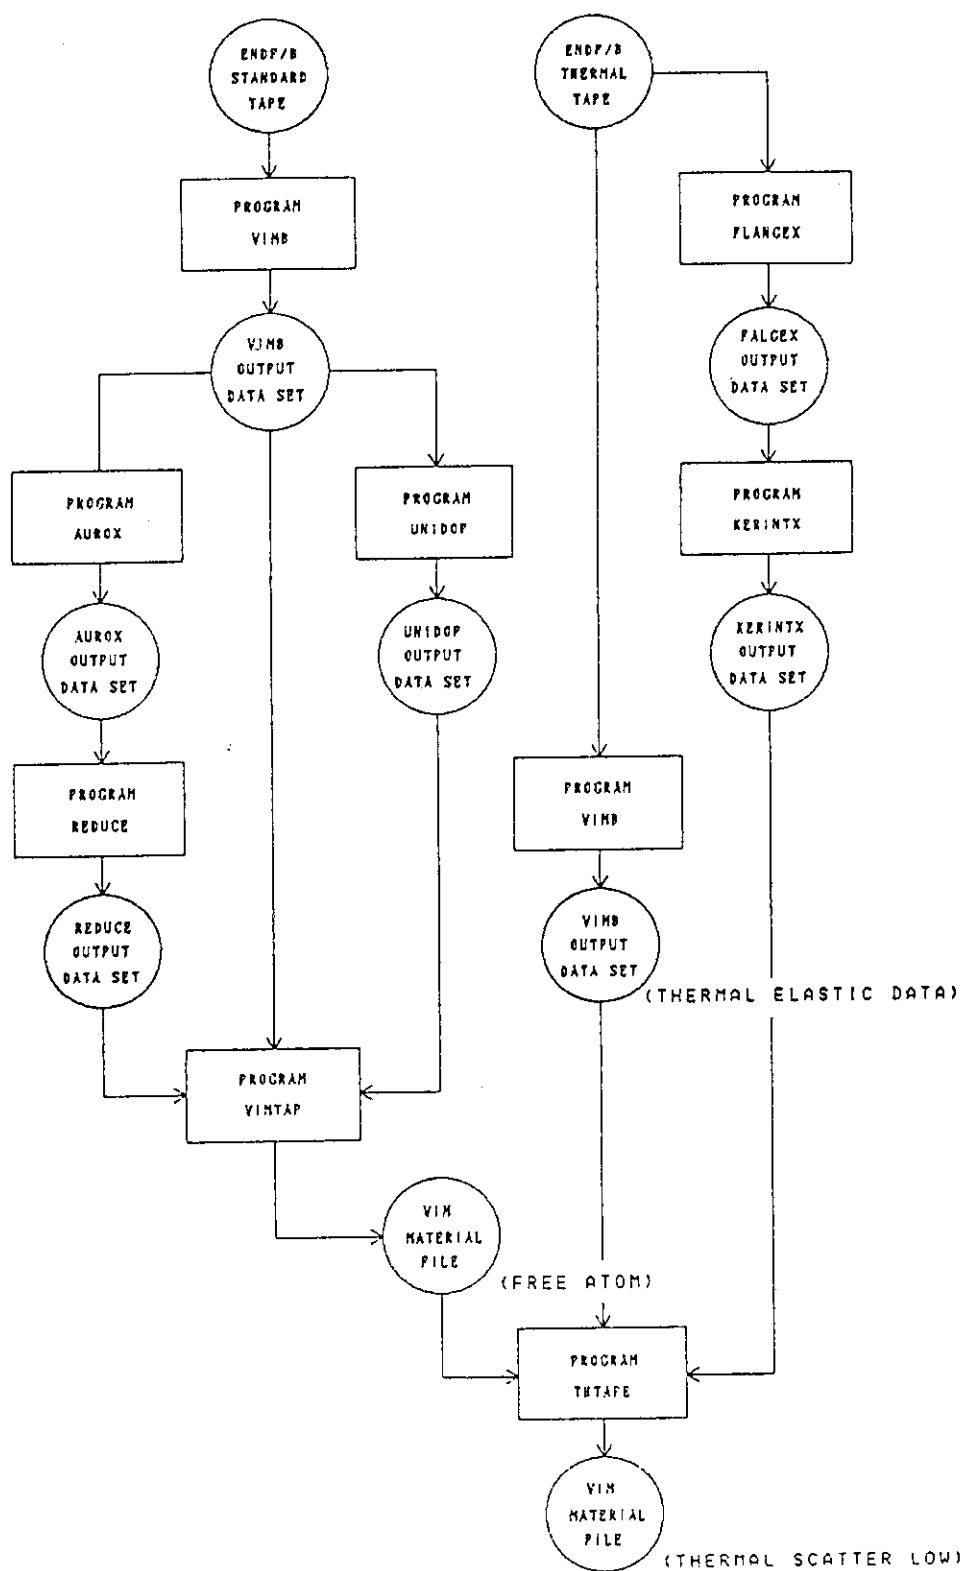 ENDF/B
STANDARD
TAPE
ENDF/B
THERMAL
TAPE
PROGRAM
VIMB
PROGRAM
FLANGEX
VIMB
OUTPUT
DATA SET
FALGEX
OUTPUT
DATA SET
PROGRAM
AUROX
PROGRAM
UNIDOP
PROGRAM
KERINTX
AUROX
OUTPUT
DATA SET
UNIDOP
OUTPUT
DATA SET
KERINTX
OUTPUT
DATA SET
PROGRAM
REDUCE
PROGRAM
VIMB
REDUCE
OUTPUT
DATA SET
VIMB
OUTPUT
DATA SET
(THERMAL ELASTIC DATA)
PROGRAM
VIMTAP
VIM
MATERIAL
FILE
(FREE ATOM)
PROGRAM
THTAPE
VIM
MATERIAL
FILE
(THERMAL SCATTER LOW)